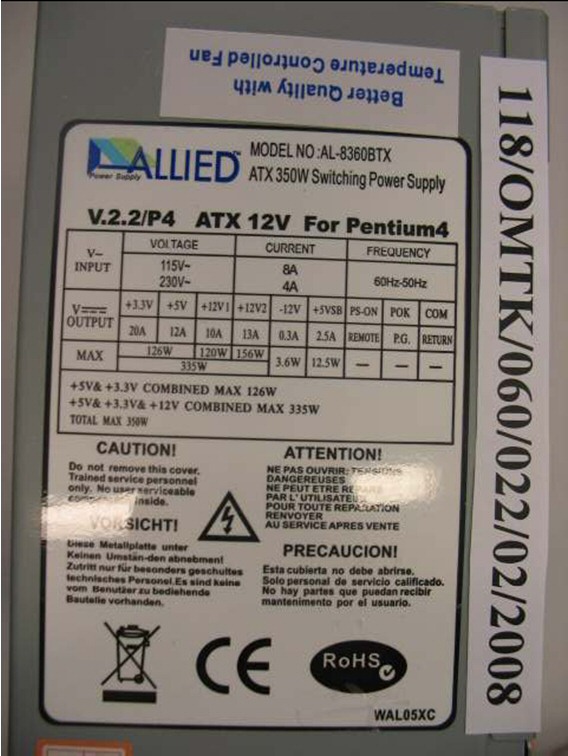 Better Quality with
Temperature Controlled Fan
118/OMTK/060/022/02/2008
ALLIED™
Power Supply
MODEL NO :AL-8360BTX
ATX 350W Switching Power Supply
V.2.2/P4 ATX 12V For Pentium4
V~ INPUT VOLTAGE CURRENT FREQUENCY
115V~ 8A 60Hz-50Hz
230V~ 4A
V OUTPUT +3.3V +5V +12V1 +12V2 -12V +5VSB PS-ON POK COM
20A 12A 10A 13A 0.3A 2.5A REMOTE P.G. RETURN
MAX 126W 120W 156W 3.6W 12.5W — — —
335W
+5V& +3.3V COMBINED MAX 126W
+5V& +3.3V& +12V COMBINED MAX 335W
TOTAL MAX 350W
CAUTION!
Do not remove this cover.
Trained service personnel
only. No user serviceable
inside.
ATTENTION!
NE PAS OUVRIR: TENSIONS
DANGEREUSES
NE PEUT ETRE REPARE
PAR L' UTILISATEUR
POUR TOUTE REPARATION
RENVOYER
AU SERVICE APRES VENTE
VORSICHT!
Diese Metallplatte unter
Keinen Umstän-den abnehmen!
Zutritt nur für besonders geschultes
technisches Personel.Es sind keine
vom Benutzer zu bediehende
Bauteile vorhanden.
PRECAUCION!
Esta cubierta no debe abrirse.
Solo personal de servicio calificado.
No hay partes que puedan recibir
mantenimiento por el usuario.
CE
RoHS
WAL05XC